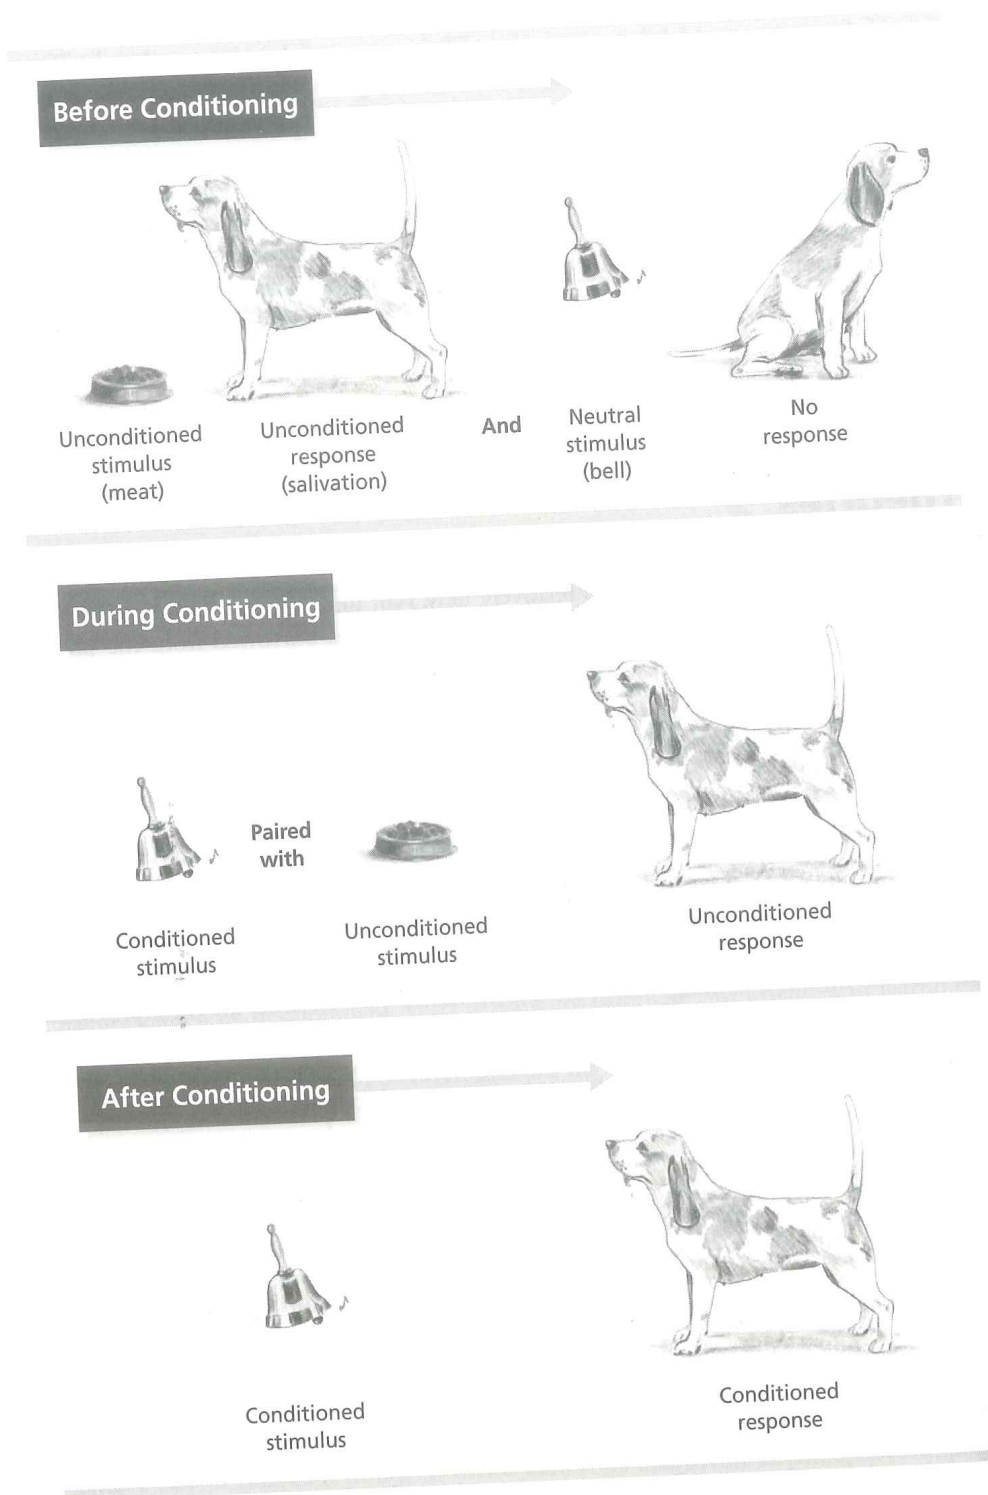 Before Conditioning
Unconditioned
stimulus
(meat)
Unconditioned
response
(salivation)
And
Neutral
stimulus
(bell)
No
response
During Conditioning
Paired
with
Conditioned
stimulus
Unconditioned
stimulus
Unconditioned
response
After Conditioning
Conditioned
stimulus
Conditioned
response